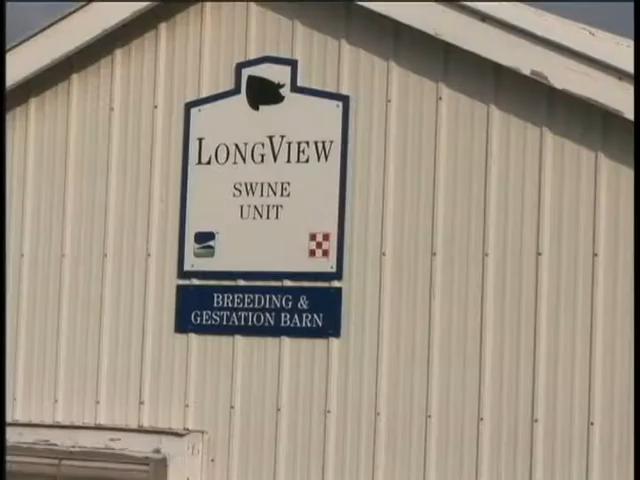 LONGVIEW
SWINE
UNIT
BREEDING &
GESTATION BARN